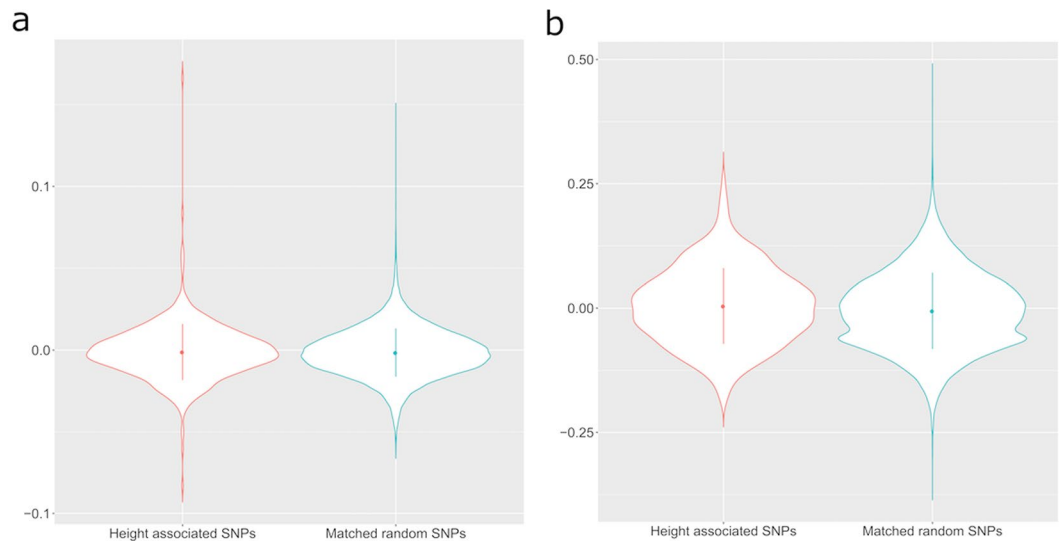 a
0.1
0.0
−0.1
Height associated SNPs Matched random SNPs
b
0.50
0.25
0.00
−0.25
Height associated SNPs Matched random SNPs